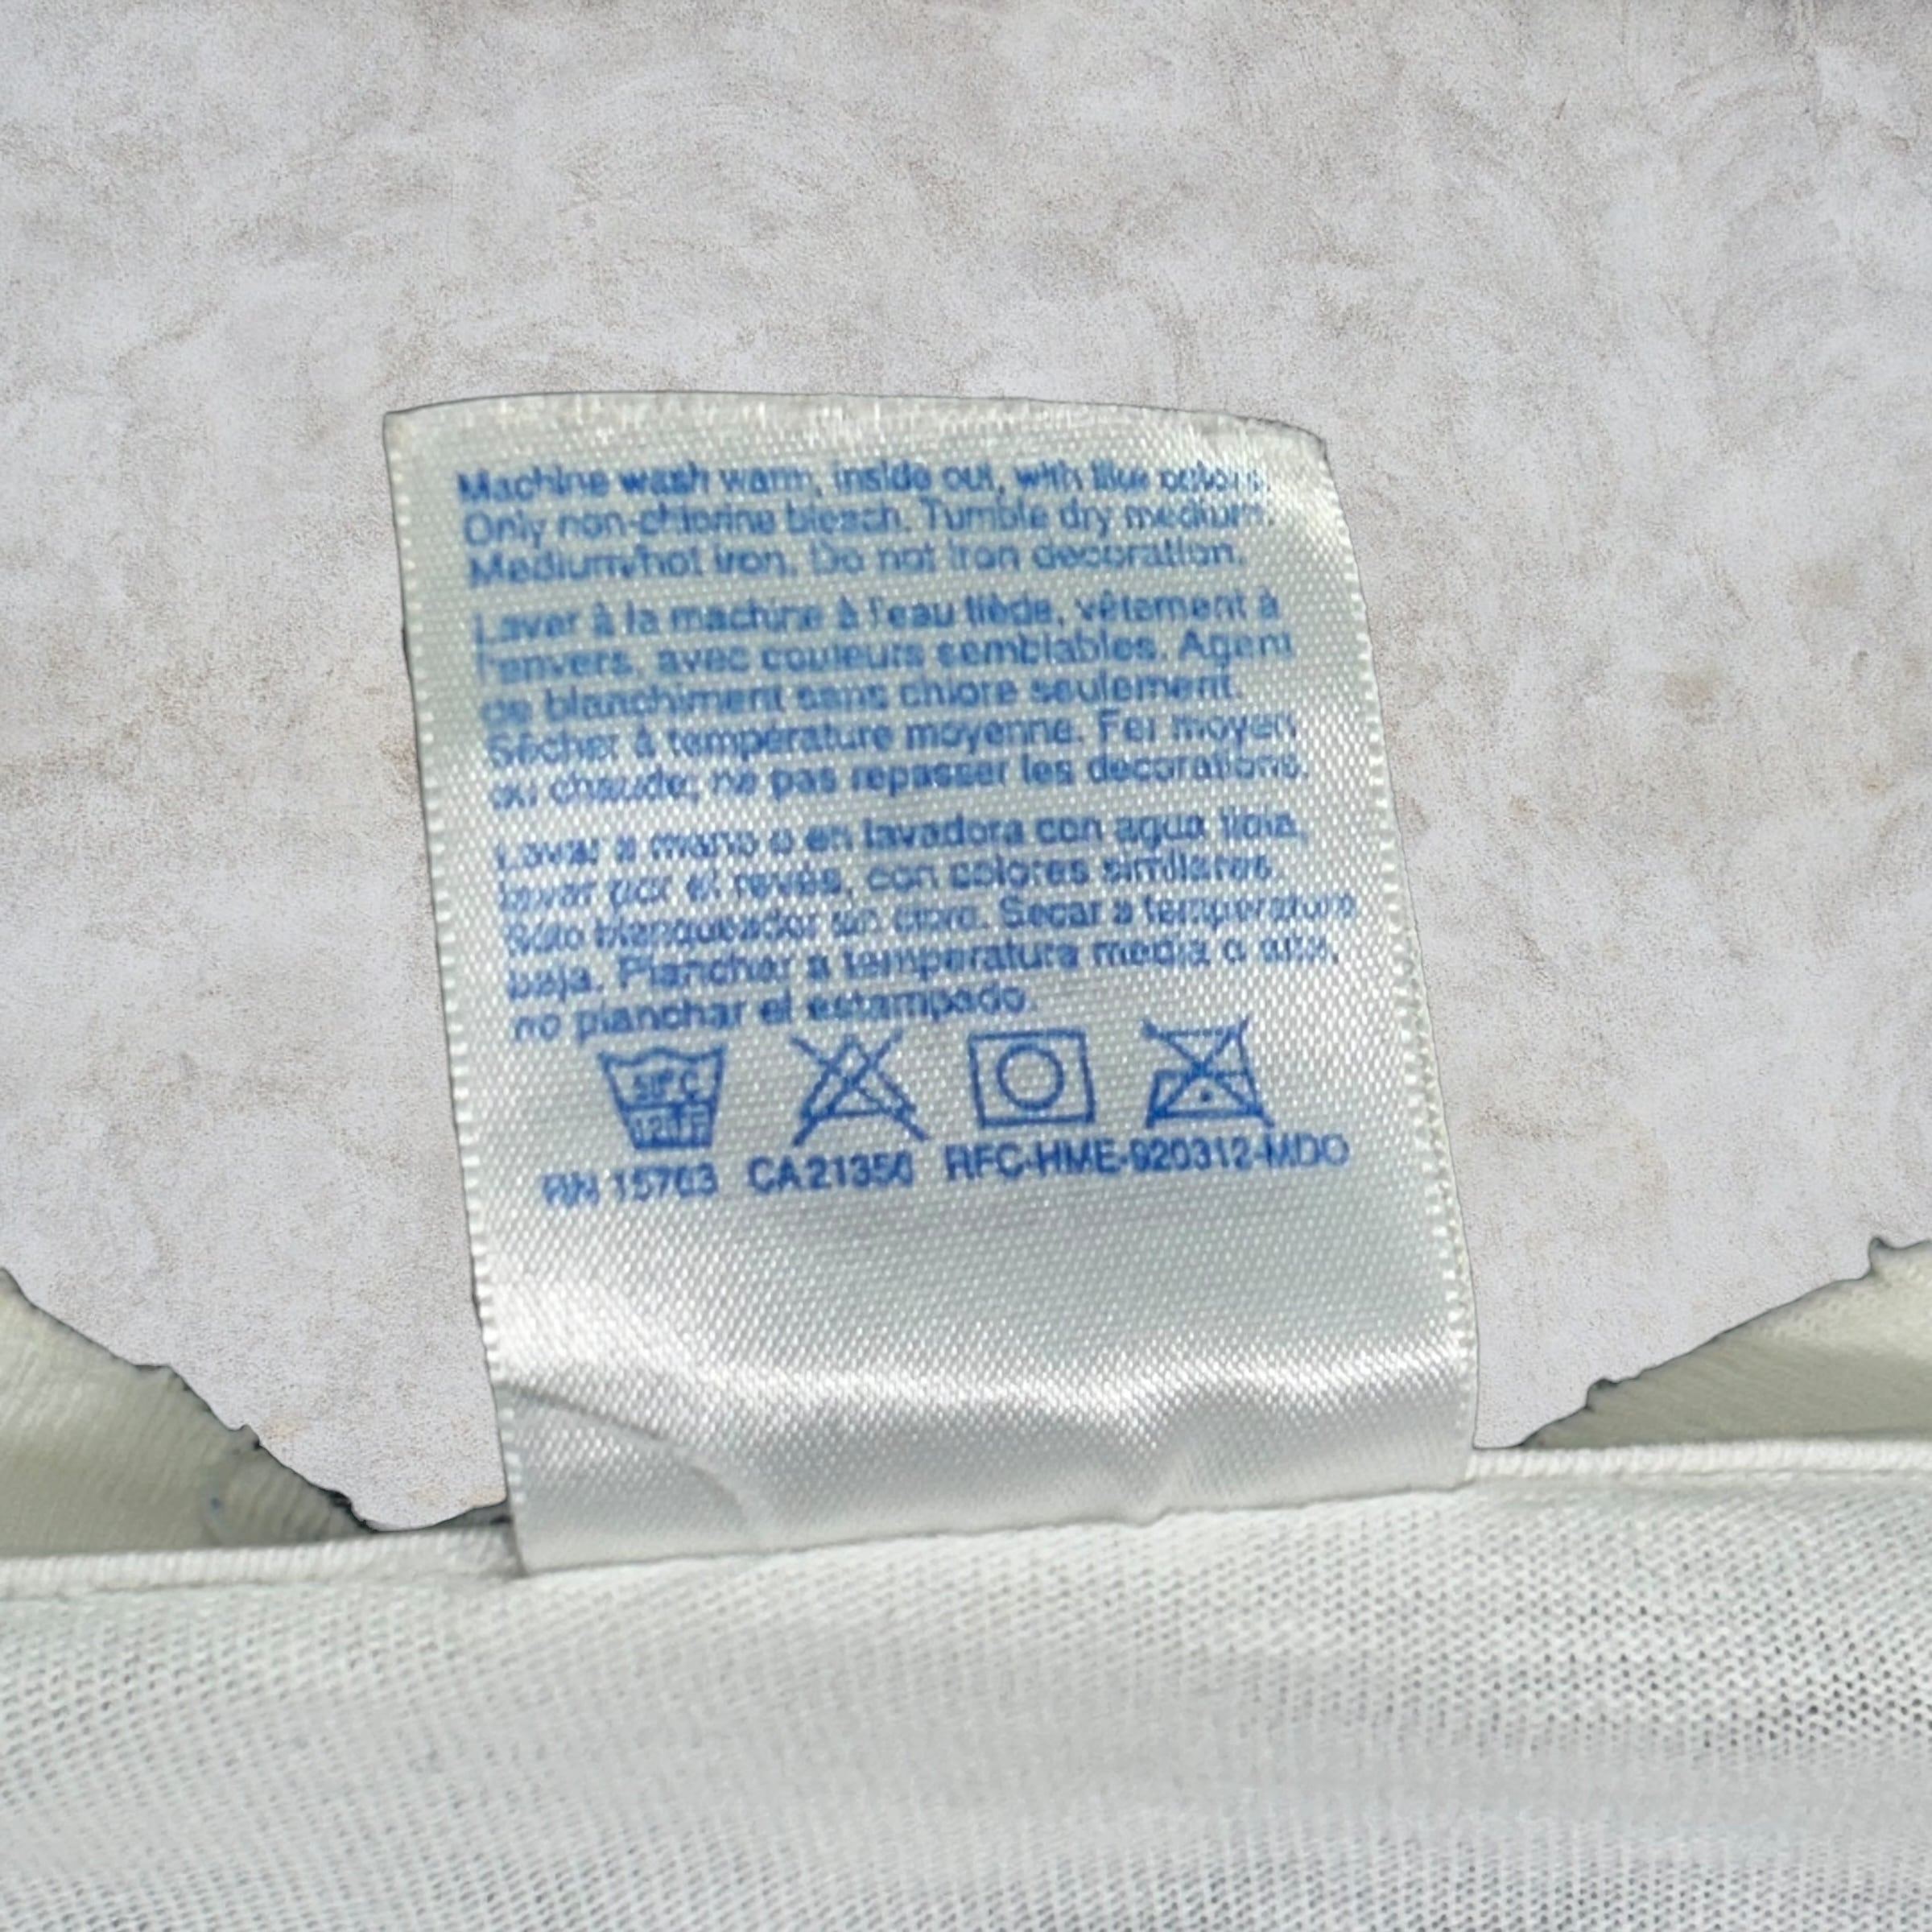 Machine wash warm, inside out, with like colors.
Only non-chlorine bleach. Tumble dry medium.
Medium/hot iron. Do not iron decoration.
Laver à la machine à l'eau tiède, vêtement à
l'envers, avec couleurs semblables. Agent
de blanchiment sans chlore seulement.
Sécher à température moyenne. Fer moyen
ou chaude; ne pas repasser les decorations.
Lavar a mano o en lavadora con agua tibia,
lavar por el revés, con colores similares.
Sólo blanqueador sin cloro. Secar a temperatura
baja. Planchar a temperatura media o alta,
no planchar el estampado.
50°C
120°F
RN 15763 CA 21356 RFC-HME-920312-MDO